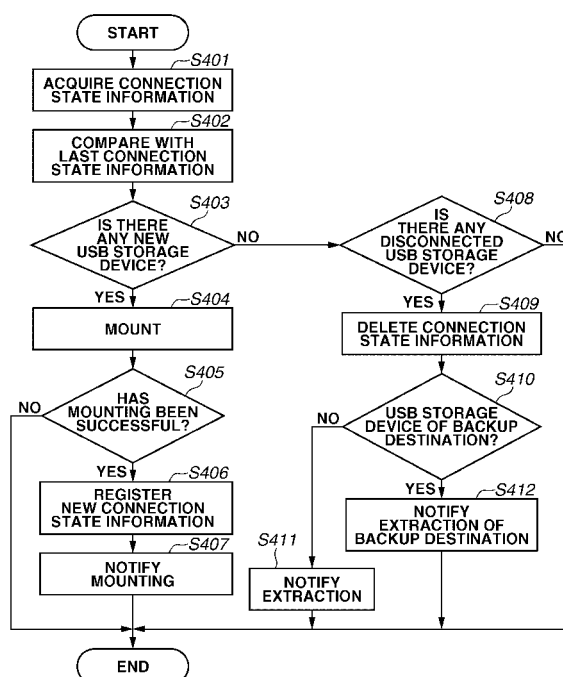 START
S401
ACQUIRE CONNECTION
STATE INFORMATION
S402
COMPARE WITH
LAST CONNECTION
STATE INFORMATION
S403
IS THERE
ANY NEW
USB STORAGE
DEVICE?
NO
YES
S404
MOUNT
S405
HAS
MOUNTING BEEN
SUCCESSFUL?
NO
YES
S406
REGISTER
NEW CONNECTION
STATE INFORMATION
S407
NOTIFY
MOUNTING
S408
IS
THERE ANY
DISCONNECTED
USB STORAGE
DEVICE?
NO
YES
S409
DELETE CONNECTION
STATE INFORMATION
S410
USB STORAGE
DEVICE OF BACKUP
DESTINATION?
NO
YES
S412
NOTIFY
EXTRACTION OF
BACKUP DESTINATION
S411
NOTIFY
EXTRACTION
END